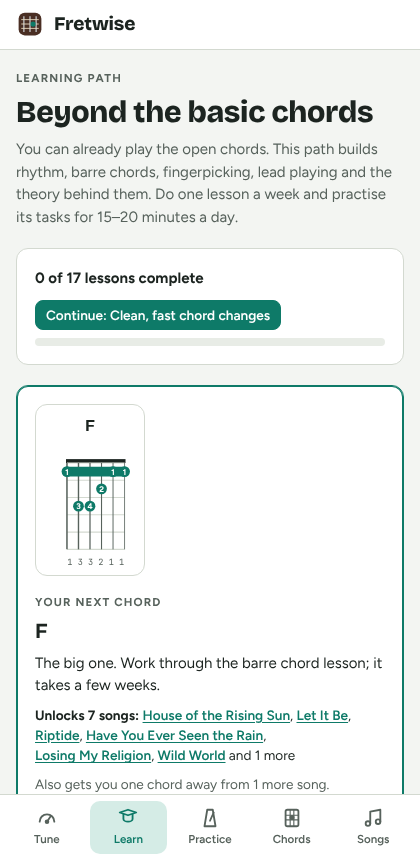 Fretwise
LEARNING PATH
Beyond the basic chords
You can already play the open chords. This path builds
rhythm, barre chords, fingerpicking, lead playing and the
theory behind them. Do one lesson a week and practise
its tasks for 15–20 minutes a day.
0 of 17 lessons complete
Continue: Clean, fast chord changes
F
1 1 1
2
3 4
1 3 3 2 1 1
YOUR NEXT CHORD
F
The big one. Work through the barre chord lesson; it
takes a few weeks.
Unlocks 7 songs: House of the Rising Sun, Let It Be,
Riptide, Have You Ever Seen the Rain,
Losing My Religion, Wild World and 1 more
Also gets you one chord away from 1 more song.
Tune Learn Practice Chords Songs